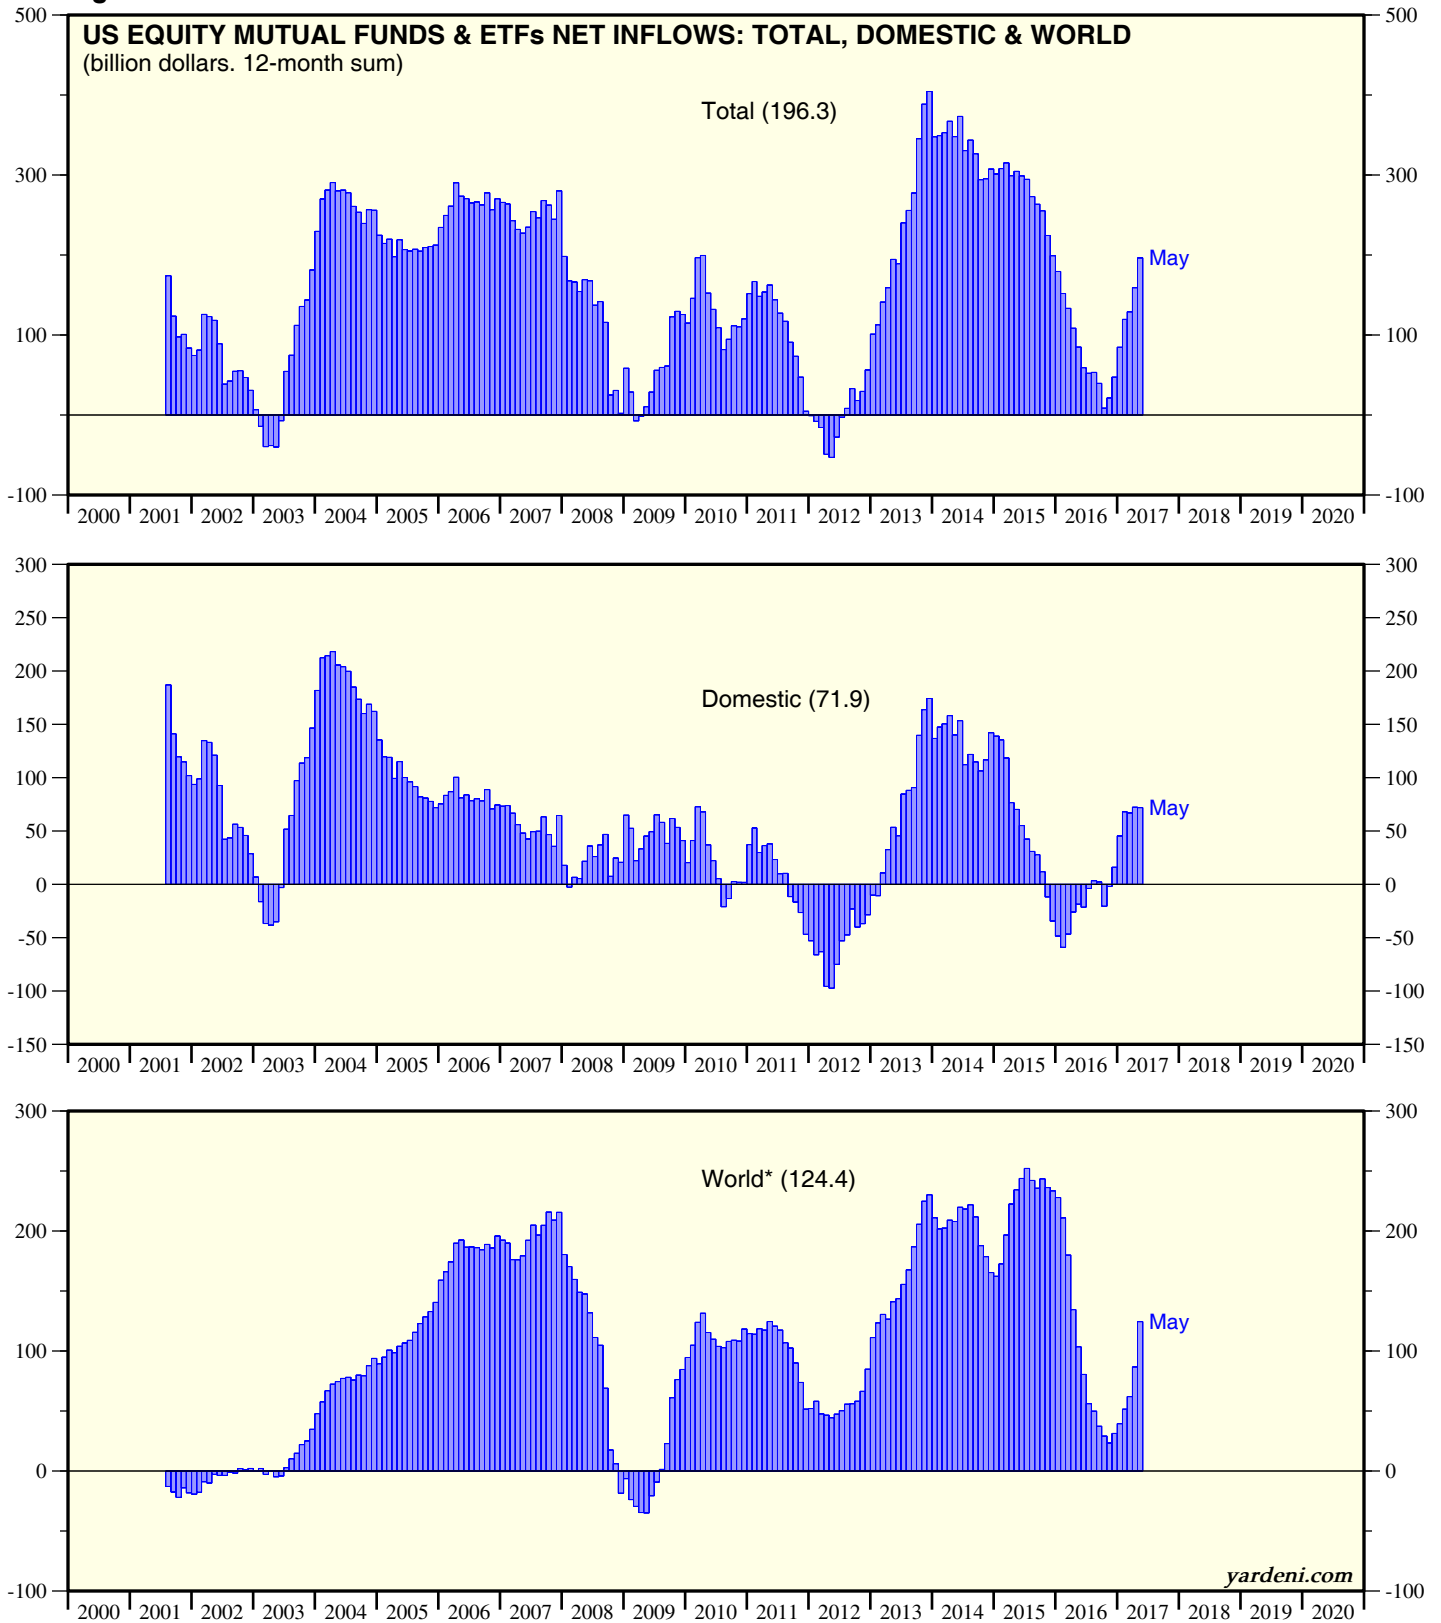 US EQUITY MUTUAL FUNDS & ETFs NET INFLOWS: TOTAL, DOMESTIC & WORLD
(billion dollars. 12-month sum)
500 500
Total (196.3)
300 300
May
100 100
-100 -100
2000 2001 2002 2003 2004 2005 2006 2007 2008 2009 2010 2011 2012 2013 2014 2015 2016 2017 2018 2019 2020
300 300
250 250
200 200
Domestic (71.9)
150 150
100 100
May
50 50
0 0
-50 -50
-100 -100
-150 -150
2000 2001 2002 2003 2004 2005 2006 2007 2008 2009 2010 2011 2012 2013 2014 2015 2016 2017 2018 2019 2020
300 300
World* (124.4)
200 200
May
100 100
0 0
yardeni.com
-100 -100
2000 2001 2002 2003 2004 2005 2006 2007 2008 2009 2010 2011 2012 2013 2014 2015 2016 2017 2018 2019 2020